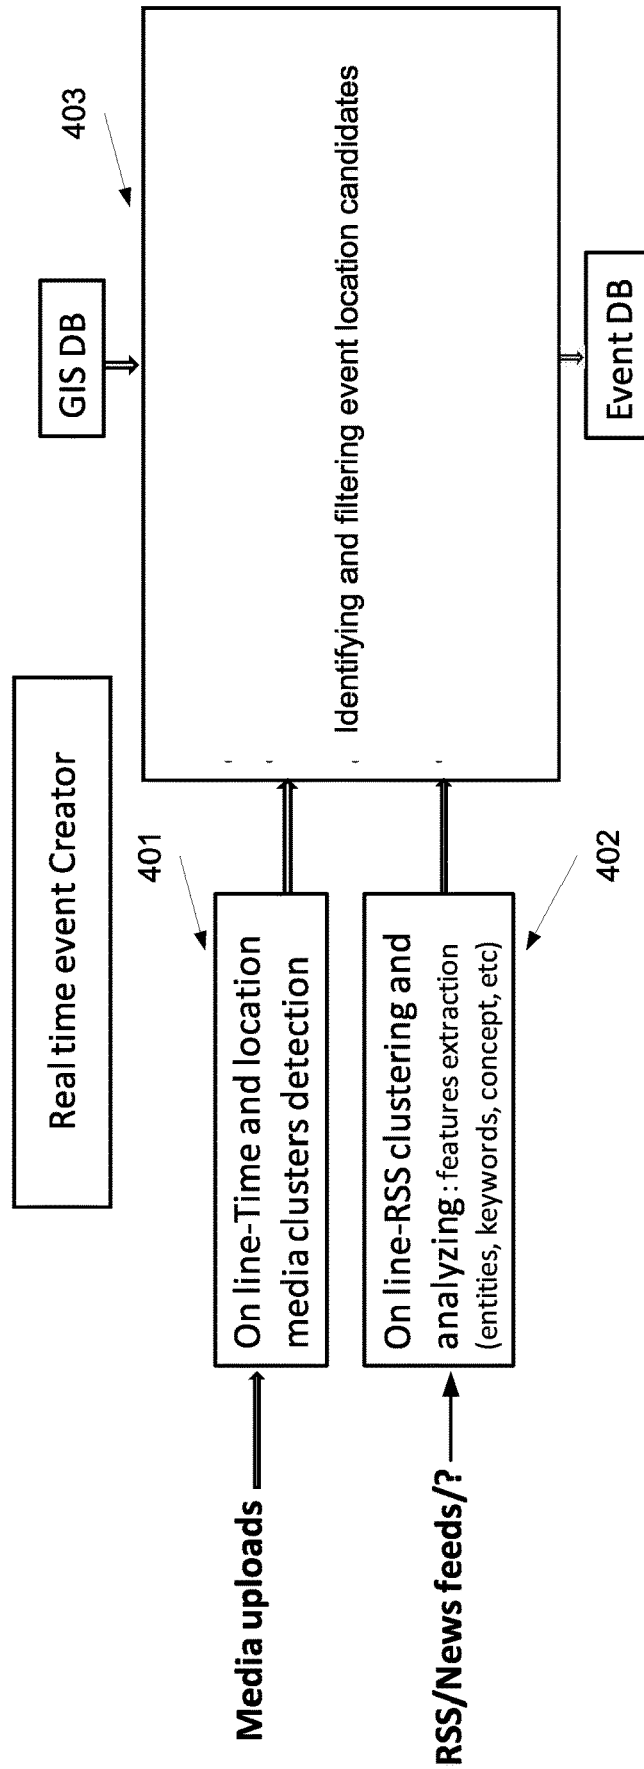 Real time event Creator
GIS DB
403
401
Media uploads
On line-Time and location
media clusters detection
Identifying and filtering event location candidates
RSS/News feeds/?
On line-RSS clustering and
analyzing : features extraction
(entities, keywords, concept, etc)
402
Event DB